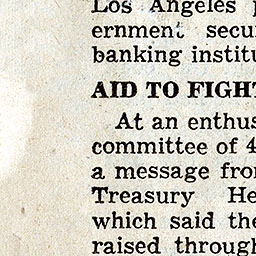 Los Angeles
ernment secu
banking institu
AID TO FIGHT
At an enthus
committee of 4
a message from
Treasury He
which said the
raised through